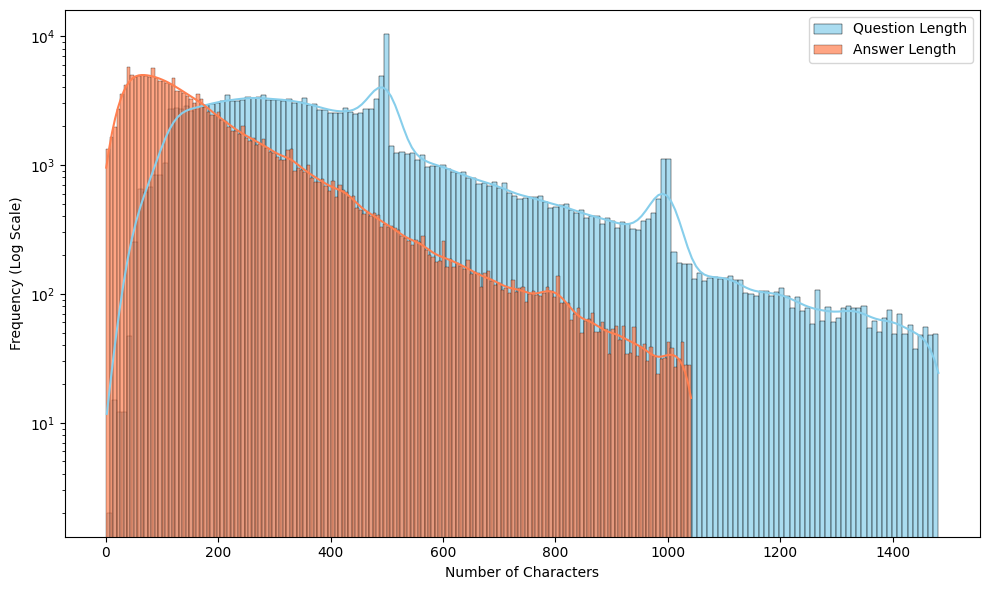 Question Length
Answer Length
Frequency (Log Scale)
10⁴
10³
10²
10¹
0 200 400 600 800 1000 1200 1400
Number of Characters